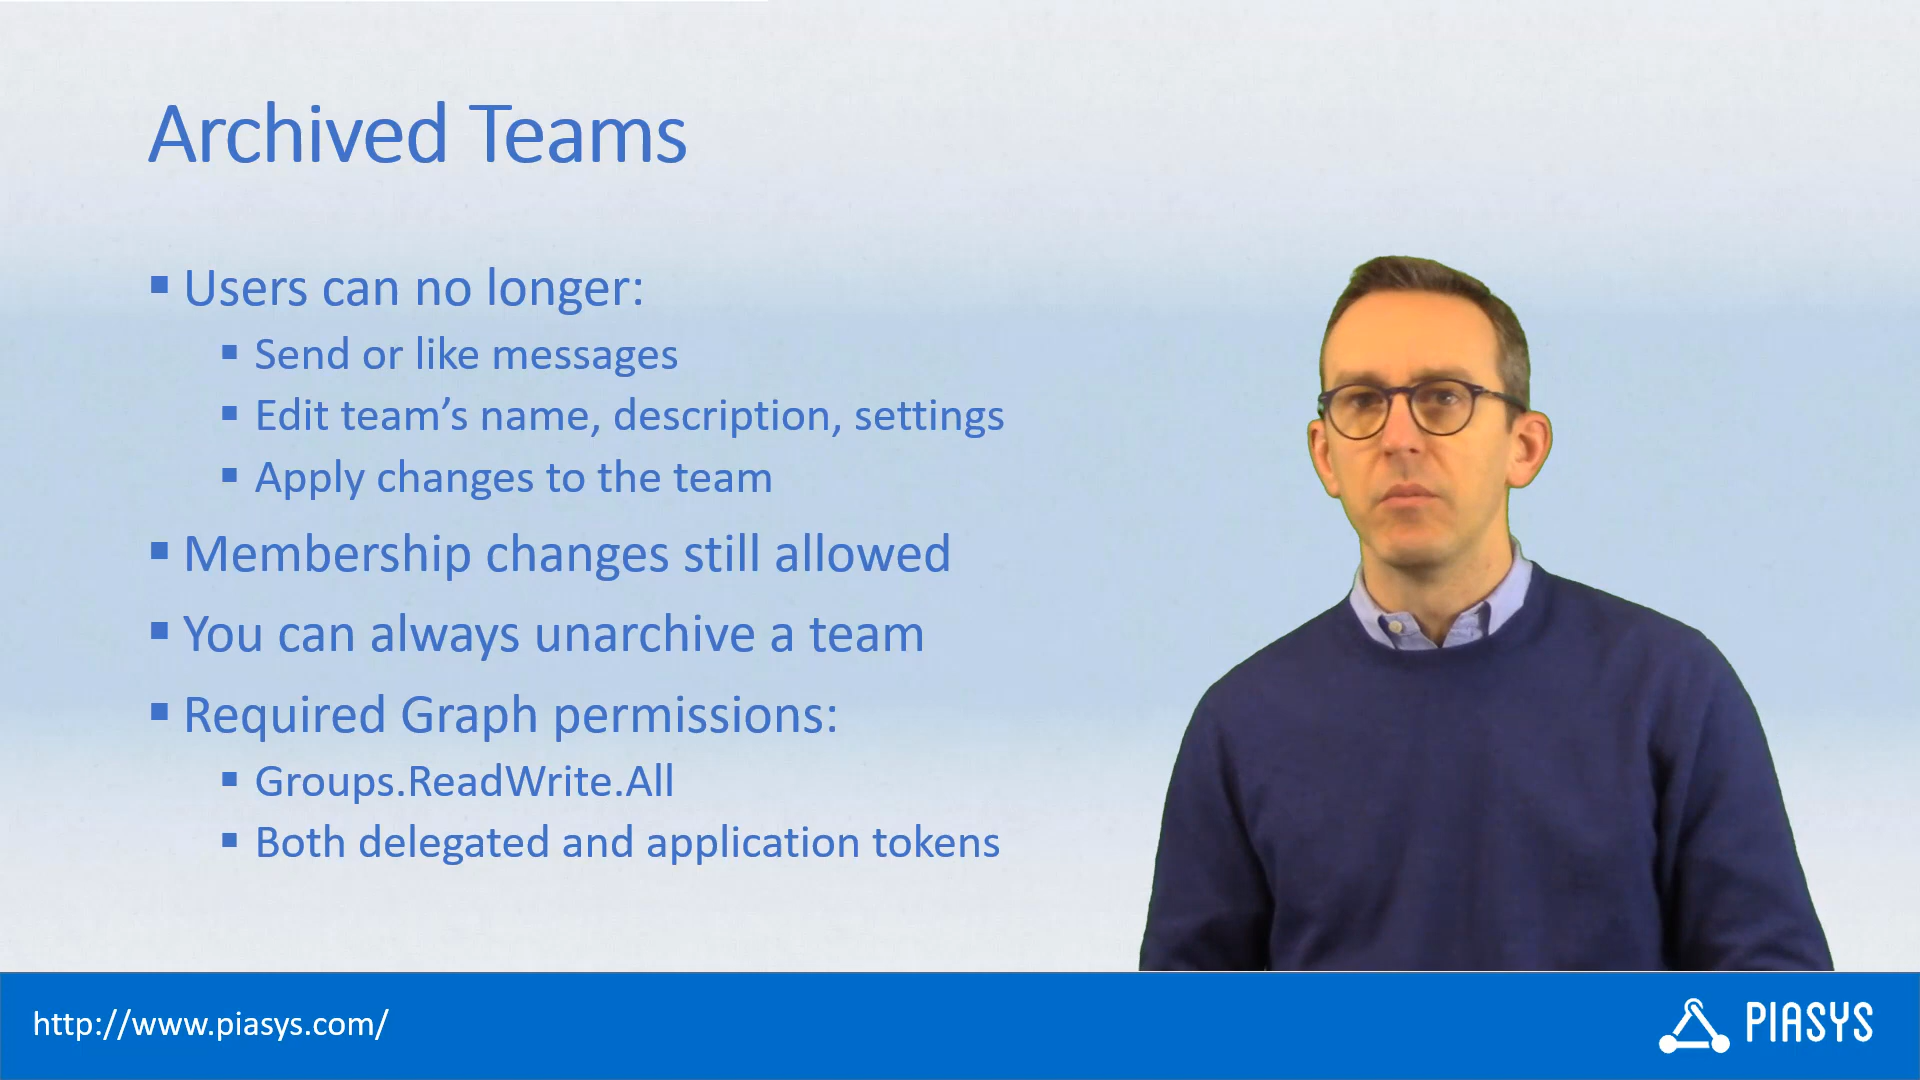 Archived Teams
Users can no longer:
Send or like messages
Edit team’s name, description, settings
Apply changes to the team
Membership changes still allowed
You can always unarchive a team
Required Graph permissions:
Groups.ReadWrite.All
Both delegated and application tokens
http://www.piasys.com/
PIASYS